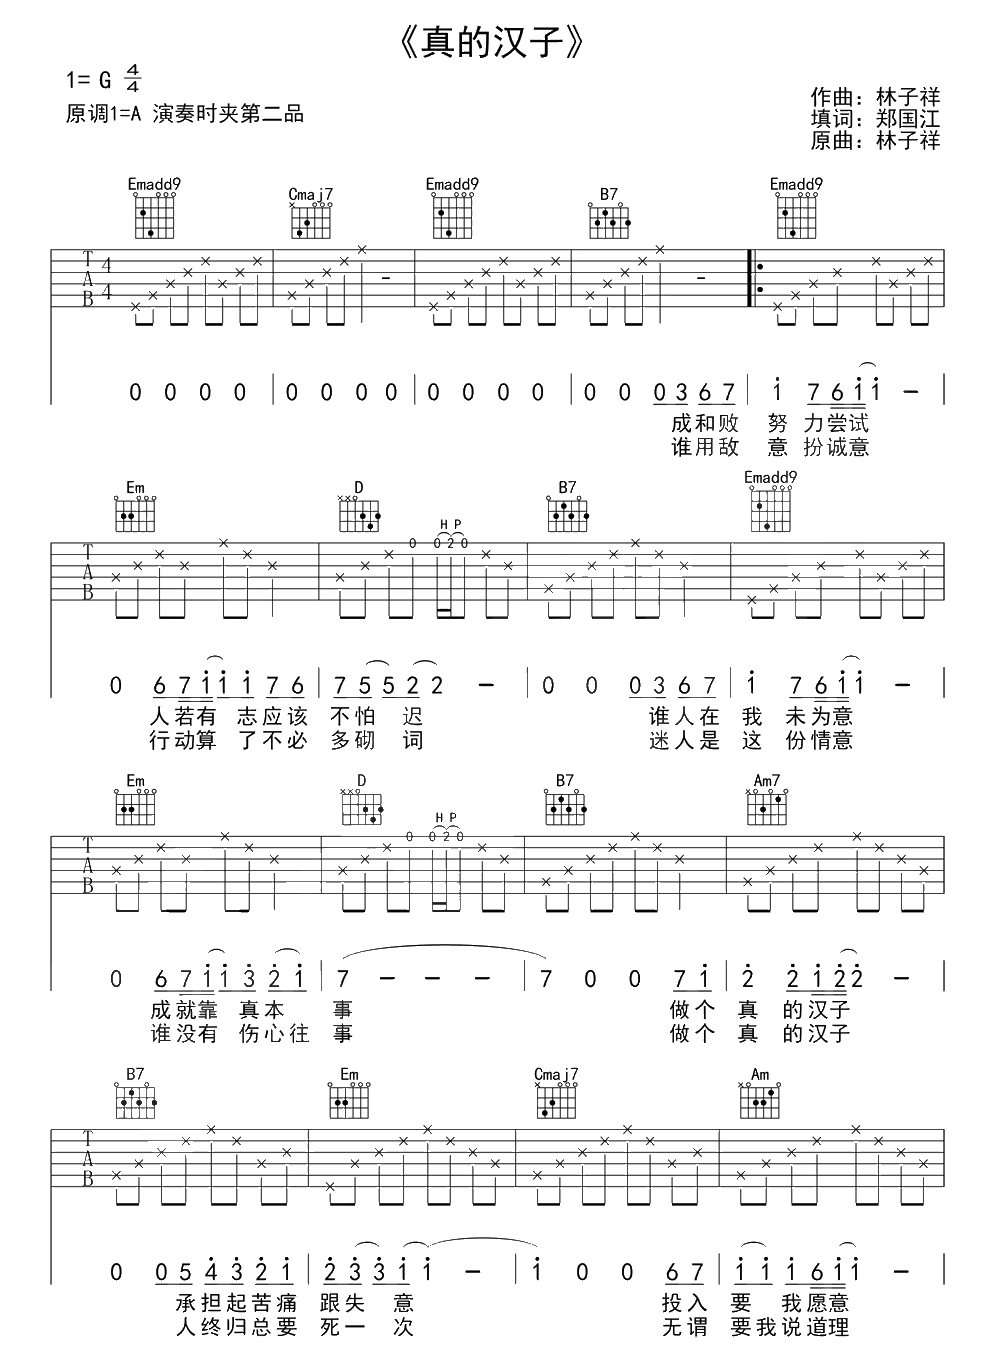 《真的汉子》
1= G 4/4
原调1=A 演奏时夹第二品
作曲：林子祥
填词：郑国江
原曲：林子祥
Emadd9 Cmaj7 Emadd9 B7 Emadd9
T A B 4 4
0 0 0 0 0 0 0 0 0 0 0 0 0 0 0 3 6 7 i 7 6 i i —
成和败 努 力尝试
谁用敌 意 扮诚意
Em D B7 Emadd9
H P
T A B 0 0 2 0
0 6 7 i i i 7 6 7 5 5 2 2 — 0 0 0 3 6 7 i 7 6 i i —
人若有 志应该 不怕 迟 谁人在 我 未为意
行动算 了不必 多砌 词 迷人是 这 份情意
Em D B7 Am7
H P
T A B 0 0 2 0
0 6 7 i i 3 2 i 7 — — — 7 0 0 7 i 2 2 i 2 2 —
成就靠 真本 事 做个 真 的汉子
谁没有 伤心往 事 做个 真 的汉子
B7 Em Cmaj7 Am
T A B
0 0 5 4 3 2 i 2 3 3 i i — i 0 0 6 7 i i i 6 i i
承担起苦痛 跟失 意 投入 要 我愿意
人终归总要 死一 次 无谓 要我说道理